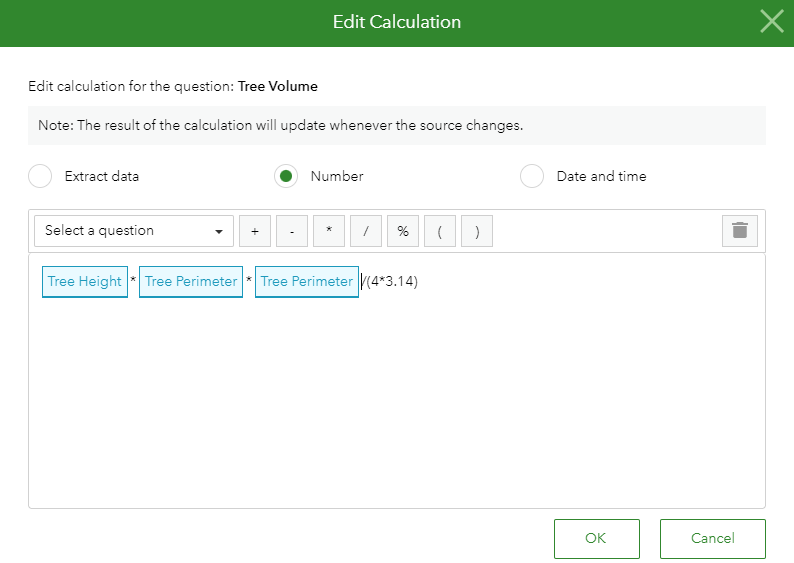 Edit Calculation
Edit calculation for the question: Tree Volume
Note: The result of the calculation will update whenever the source changes.
Extract data Number Date and time
Select a question + - * / % ( )
Tree Height * Tree Perimeter * Tree Perimeter /(4*3.14)
OK Cancel